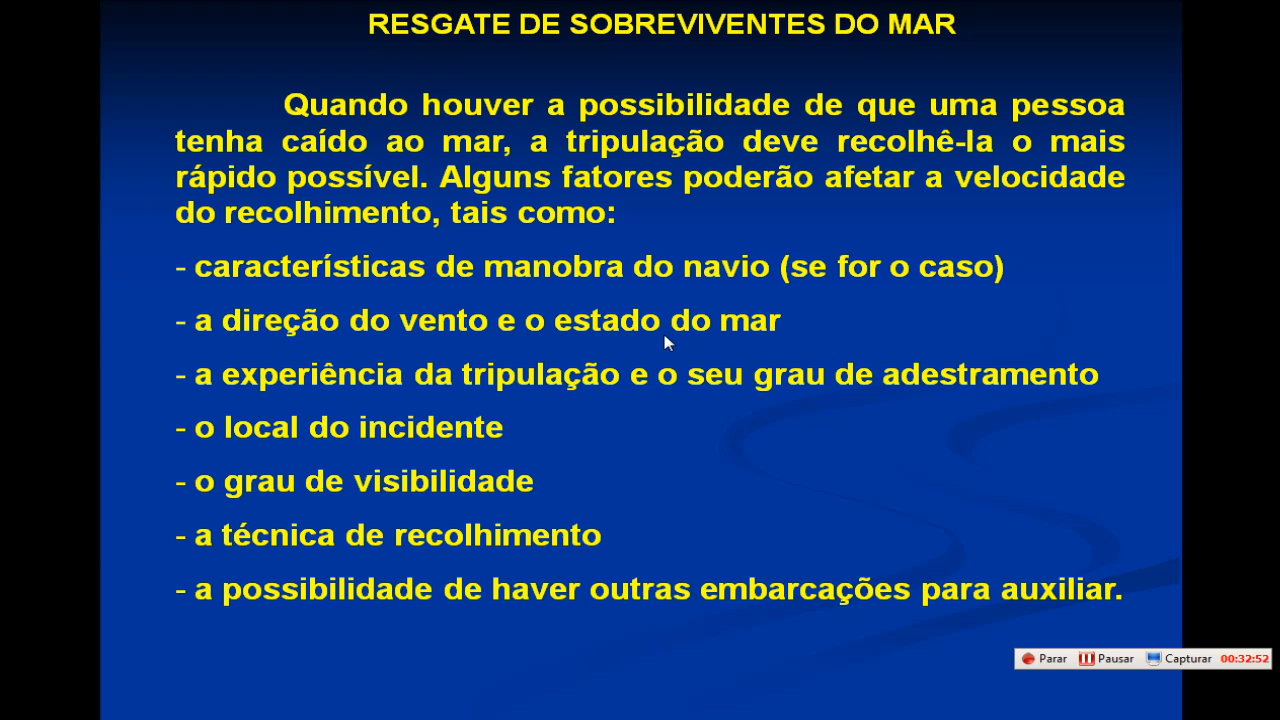 RESGATE DE SOBREVIVENTES DO MAR
Quando houver a possibilidade de que uma pessoa
tenha caído ao mar, a tripulação deve recolhê-la o mais
rápido possível. Alguns fatores poderão afetar a velocidade
do recolhimento, tais como:
- características de manobra do navio (se for o caso)
- a direção do vento e o estado do mar
- a experiência da tripulação e o seu grau de adestramento
- o local do incidente
- o grau de visibilidade
- a técnica de recolhimento
- a possibilidade de haver outras embarcações para auxiliar.
Parar Pausar Capturar 00:32:52